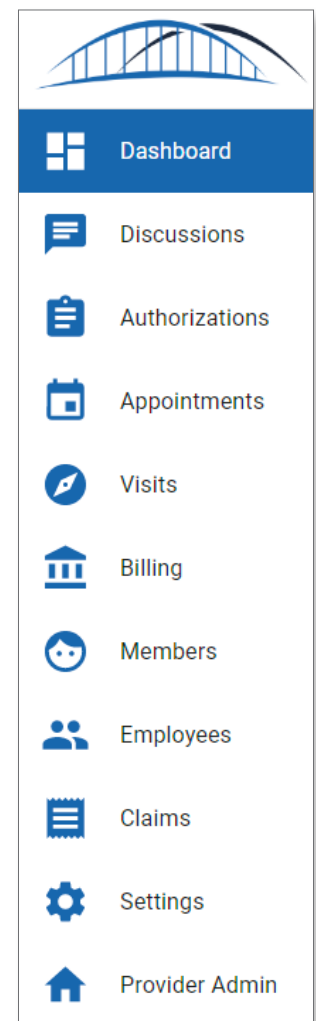 Dashboard
Discussions
Authorizations
Appointments
Visits
Billing
Members
Employees
Claims
Settings
Provider Admin